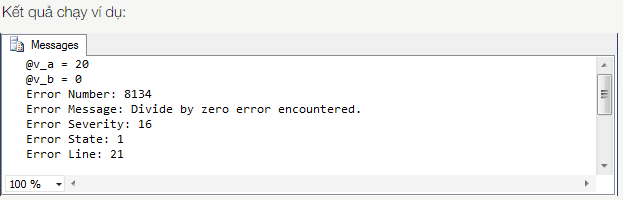 Kết quả chạy ví dụ:
Messages
@v_a = 20
@v_b = 0
Error Number: 8134
Error Message: Divide by zero error encountered.
Error Severity: 16
Error State: 1
Error Line: 21
100 %